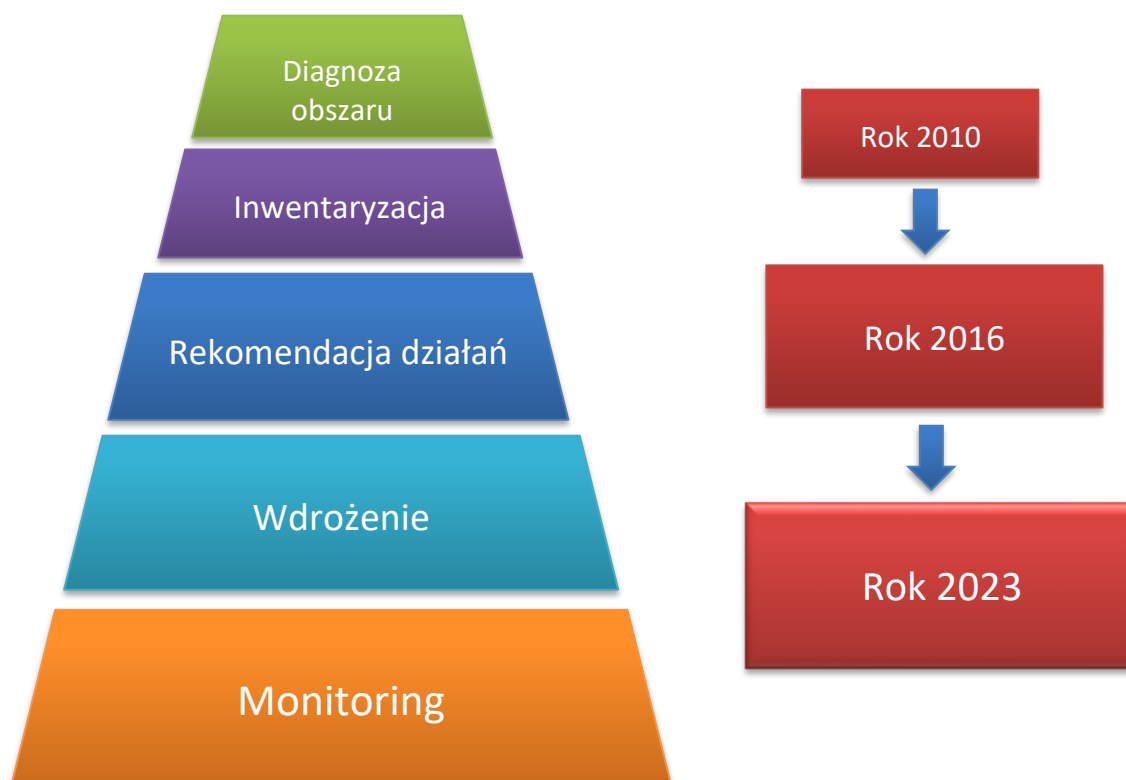 Diagnoza
obszaru
Inwentaryzacja
Rekomendacja działań
Wdrożenie
Monitoring
Rok 2010
Rok 2016
Rok 2023